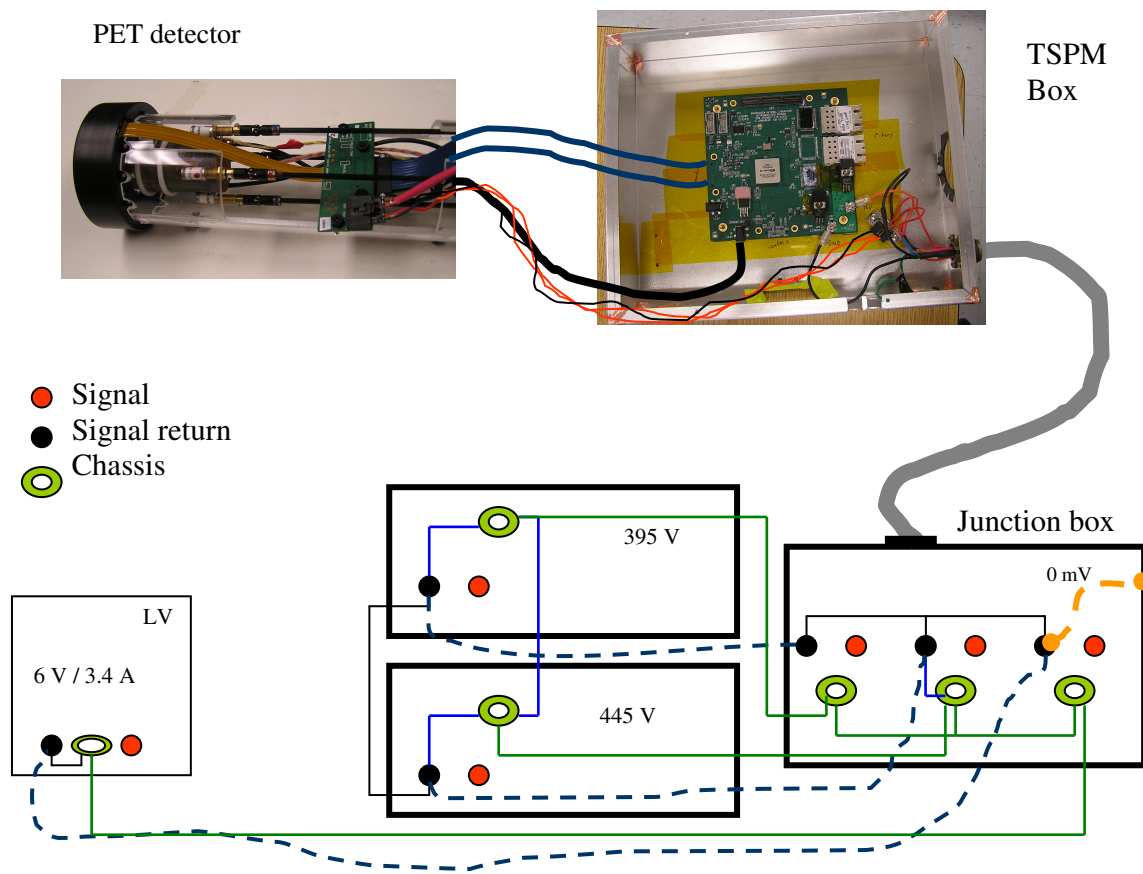 PET detector
TSPM
Box
Signal
Signal return
Chassis
395 V
Junction box
0 mV
LV
6 V / 3.4 A
445 V